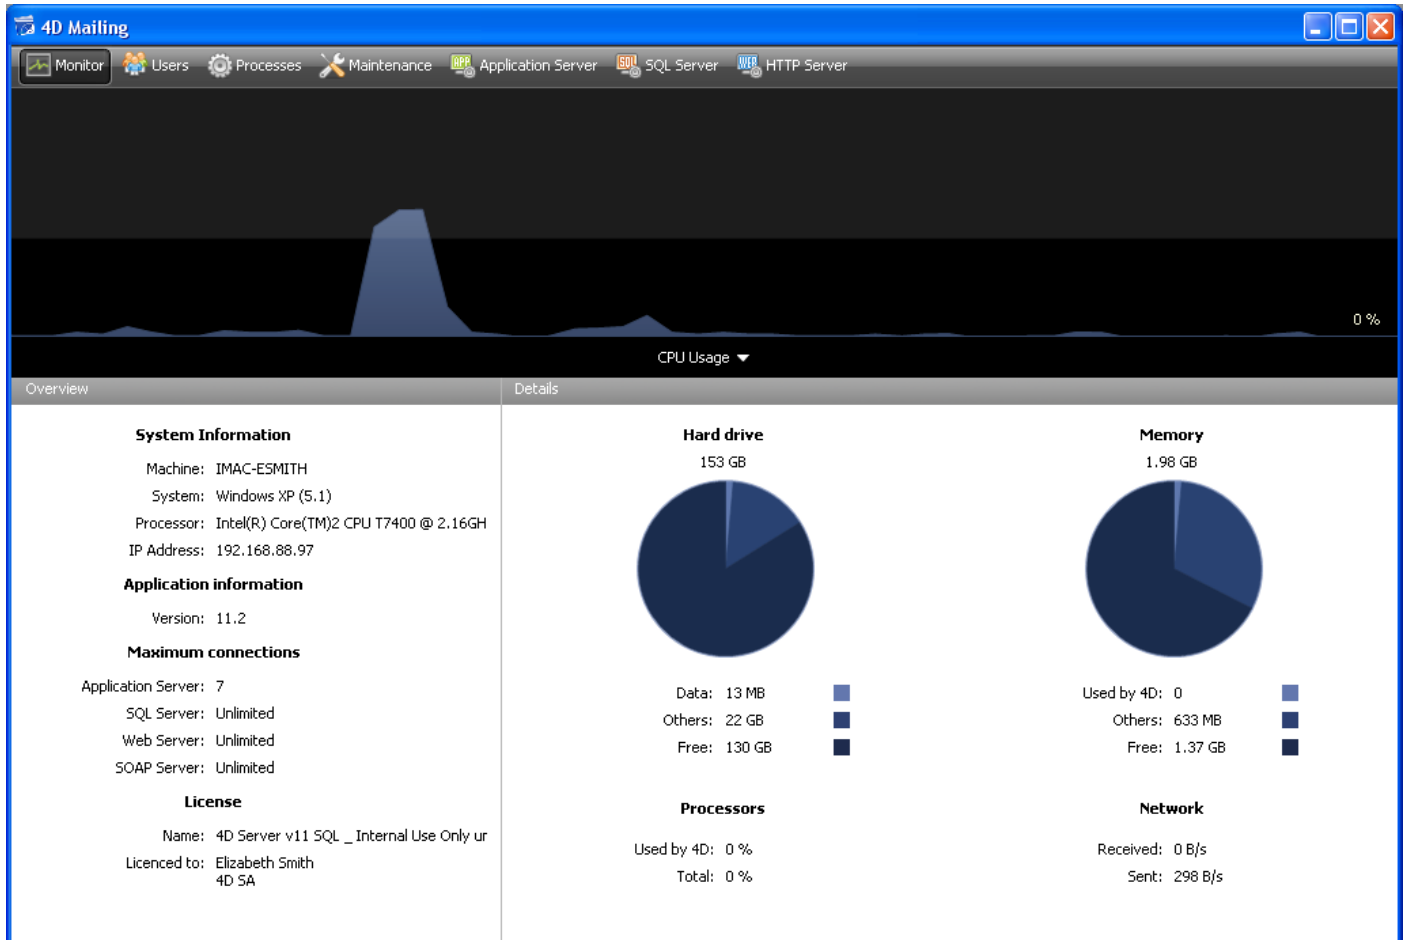 4D Mailing
Monitor Users Processes Maintenance Application Server SQL Server HTTP Server
0 %
CPU Usage
Overview
Details
System Information
Machine: IMAC-ESMITH
System: Windows XP (5.1)
Processor: Intel(R) Core(TM)2 CPU T7400 @ 2.16GH
IP Address: 192.168.88.97
Application information
Version: 11.2
Maximum connections
Application Server: 7
SQL Server: Unlimited
Web Server: Unlimited
SOAP Server: Unlimited
License
Name: 4D Server v11 SQL _ Internal Use Only ur
Licenced to: Elizabeth Smith
4D SA
Hard drive
153 GB
Data: 13 MB
Others: 22 GB
Free: 130 GB
Memory
1.98 GB
Used by 4D: 0
Others: 633 MB
Free: 1.37 GB
Processors
Used by 4D: 0 %
Total: 0 %
Network
Received: 0 B/s
Sent: 298 B/s